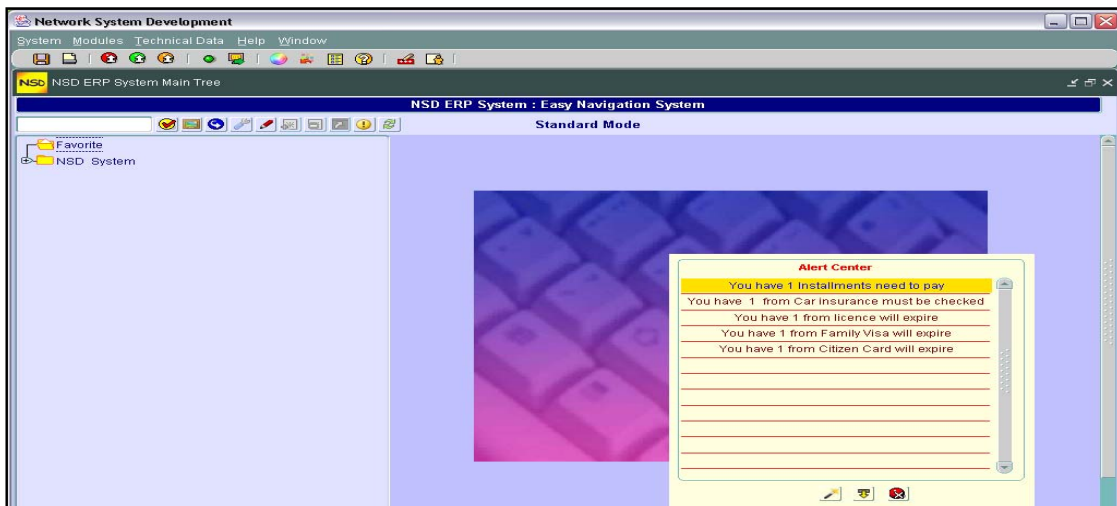 Network System Development
System Modules Technical Data Help Window
NSD NSD ERP System Main Tree
NSD ERP System : Easy Navigation System
Standard Mode
Favorite
NSD System
Alert Center
You have 1 Installments need to pay
You have 1 from Car insurance must be checked
You have 1 from licence will expire
You have 1 from Family Visa will expire
You have 1 from Citizen Card will expire